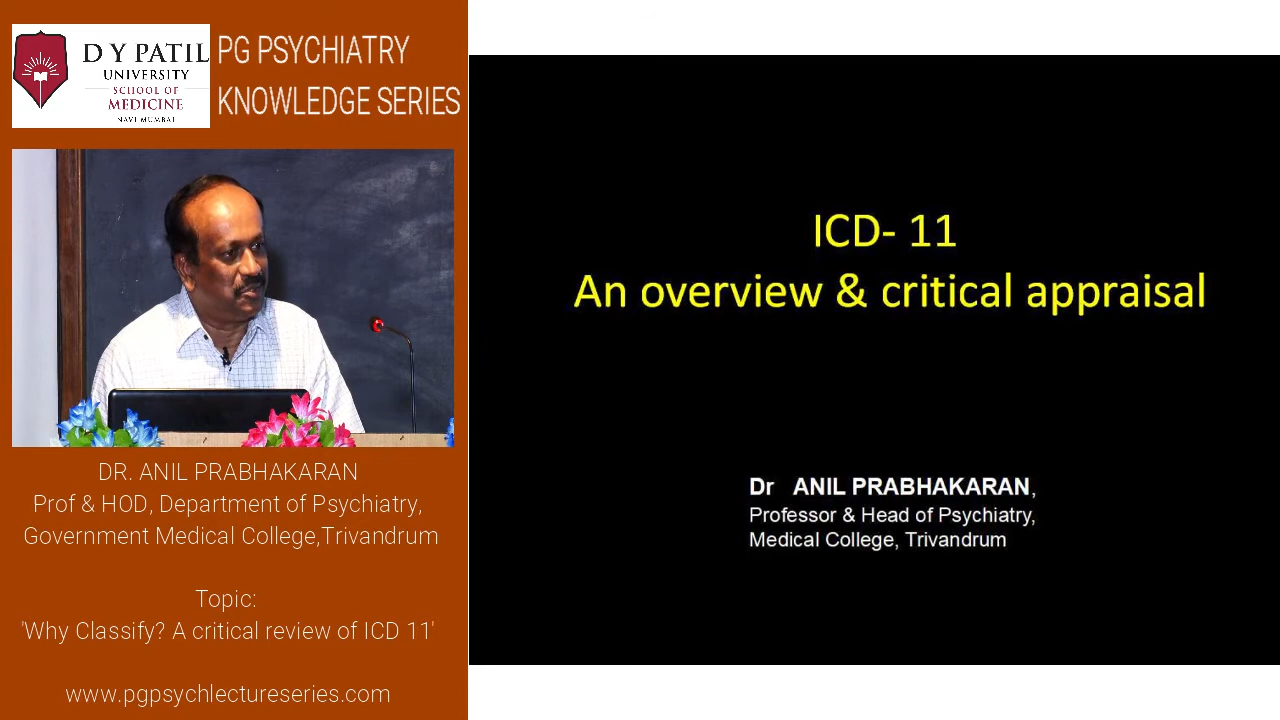 D Y PATIL
UNIVERSITY
SCHOOL OF
MEDICINE
NAVI MUMBAI
PG PSYCHIATRY
KNOWLEDGE SERIES
DR. ANIL PRABHAKARAN
Prof & HOD, Department of Psychiatry,
Government Medical College,Trivandrum
Topic:
'Why Classify? A critical review of ICD 11'
www.pgpsychlectureseries.com
ICD- 11
An overview & critical appraisal
Dr ANIL PRABHAKARAN,
Professor & Head of Psychiatry,
Medical College, Trivandrum